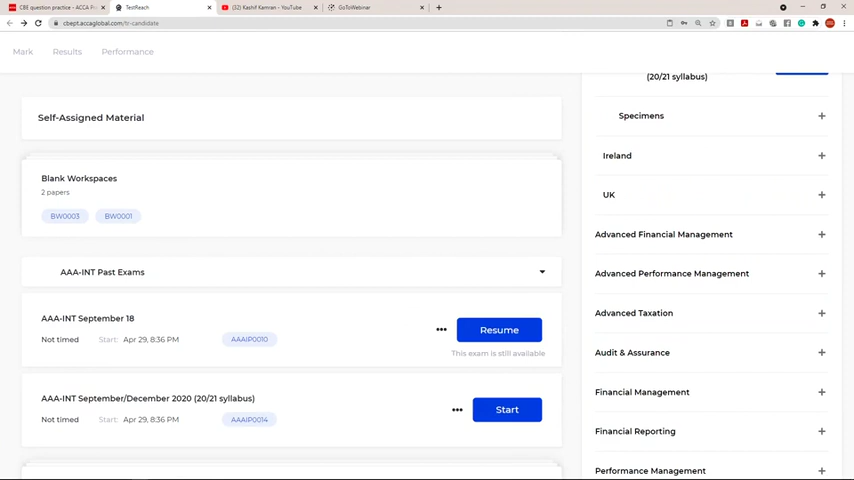 CBE question practice - ACCA Pr
TestReach
(32) Kashif Kamran - YouTube
GoToWebinar
cbept.accaglobal.com/tr-candidate
Mark
Results
Performance
Self-Assigned Material
Blank Workspaces
2 papers
BW0003
BW0001
AAA-INT Past Exams
AAA-INT September 18
Not timed
Start: Apr 29, 8:36 PM
AAAIP0010
Resume
This exam is still available
AAA-INT September/December 2020 (20/21 syllabus)
Not timed
Start: Apr 29, 8:36 PM
AAAIP0014
Start
(20/21 syllabus)
Specimens
Ireland
UK
Advanced Financial Management
Advanced Performance Management
Advanced Taxation
Audit & Assurance
Financial Management
Financial Reporting
Performance Management